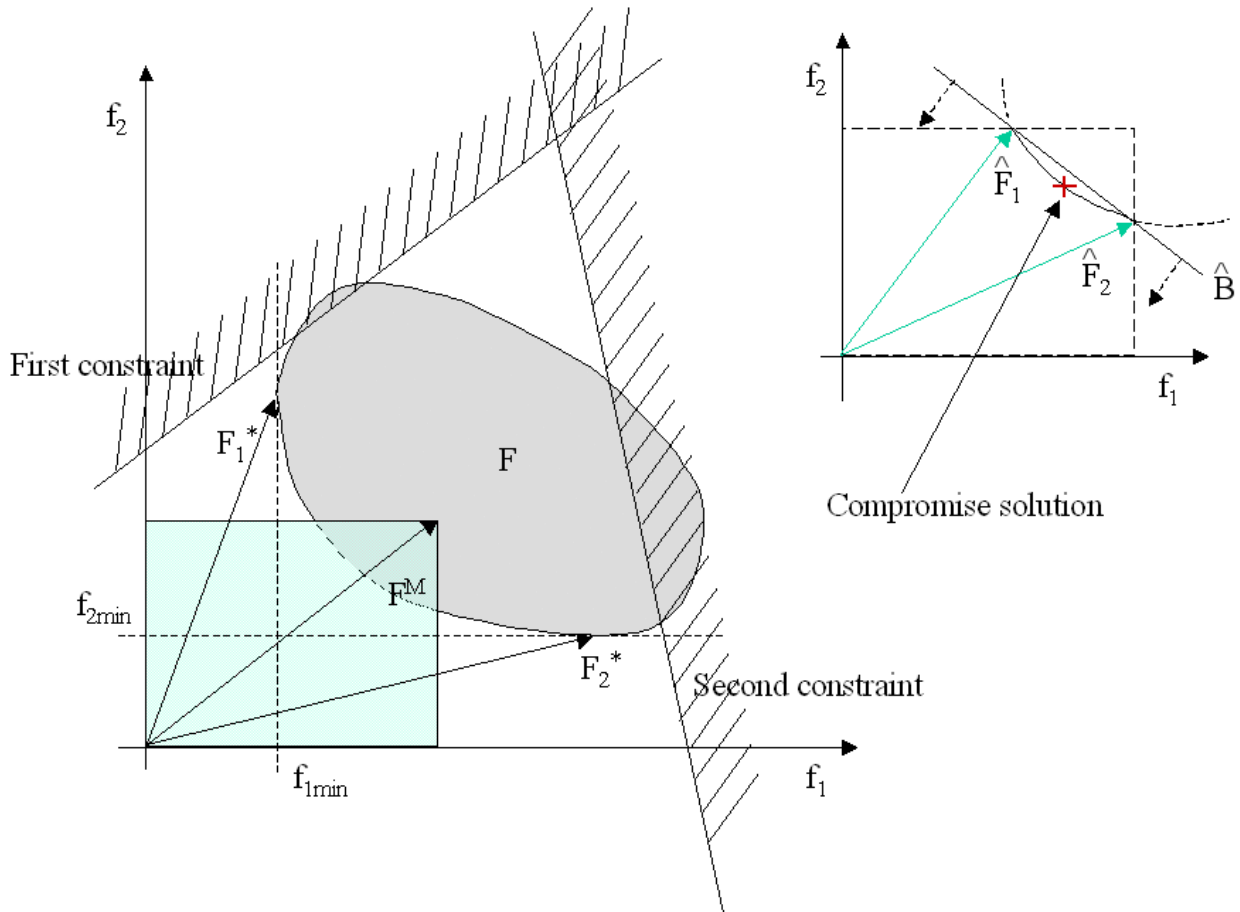 f₂
First constraint
F₁*
F
Fᴹ
f₂min
F₂*
Second constraint
f₁min
f₁
f₂
F̂₁
F̂₂
B̂
f₁
Compromise solution